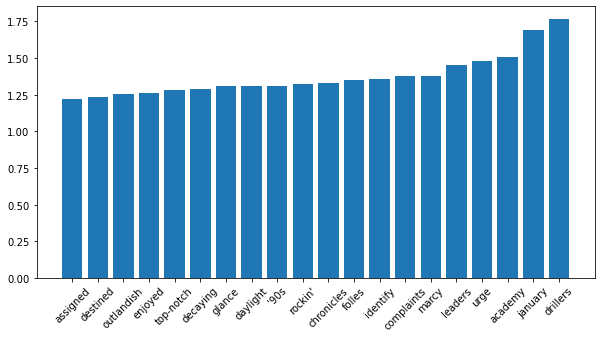 1.75
1.50
1.25
1.00
0.75
0.50
0.25
0.00
assigned
destined
outlandish
enjoyed
top-notch
decaying
glance
daylight
'90s
rockin'
chronicles
folles
identify
complaints
marcy
leaders
urge
academy
january
drillers